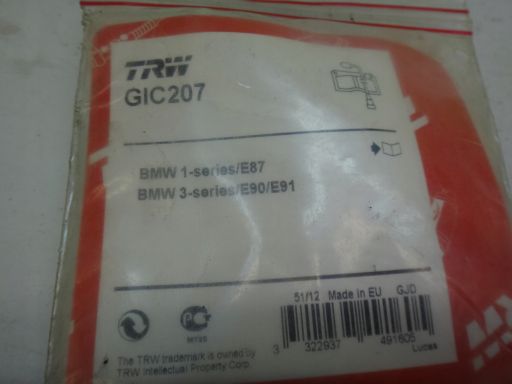 TRW
GIC207
BMW 1-series/E87
BMW 3-series/E90/E91
51/12 Made in EU GJD
3 322937 491605
Lucas
The TRW trademark is owned by
TRW Intellectual Property Corp.